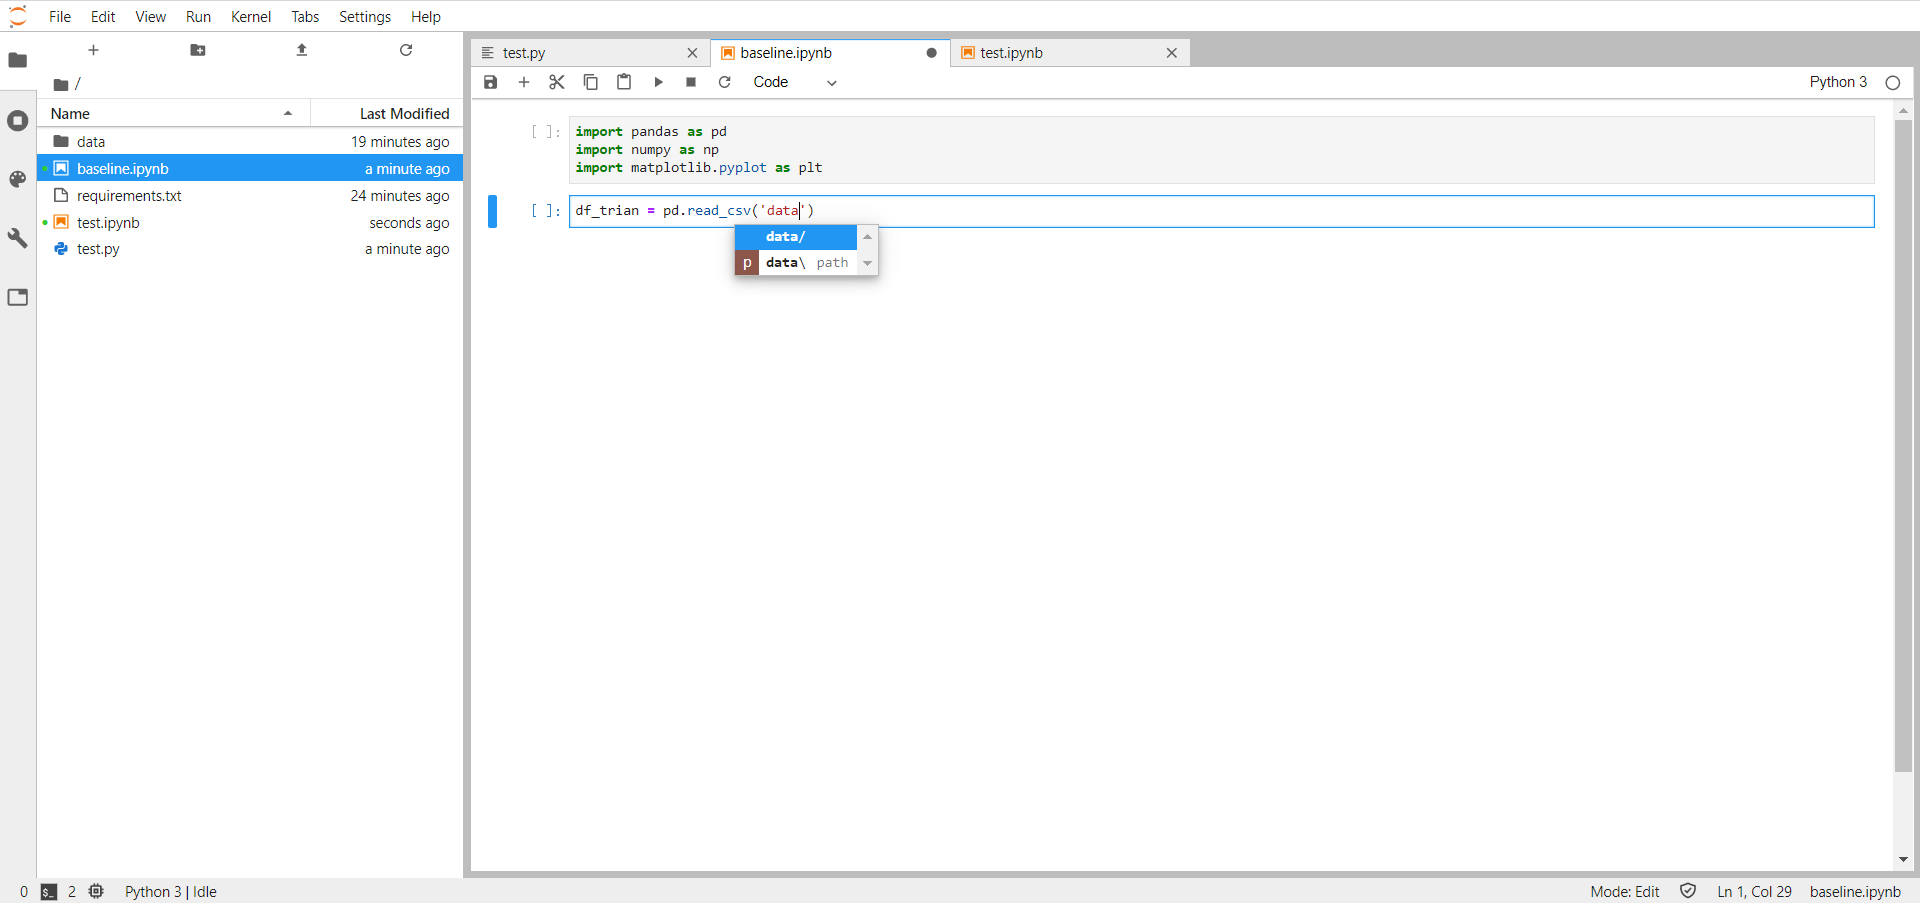 File Edit View Run Kernel Tabs Settings Help
/
Name Last Modified
data 19 minutes ago
baseline.ipynb a minute ago
requirements.txt 24 minutes ago
test.ipynb seconds ago
test.py a minute ago
test.py baseline.ipynb test.ipynb
Code Python 3
[ ]: import pandas as pd
import numpy as np
import matplotlib.pyplot as plt
[ ]: df_trian = pd.read_csv('data')
data/
p data\ path
0 $_ 2 Python 3 | Idle Mode: Edit Ln 1, Col 29 baseline.ipynb